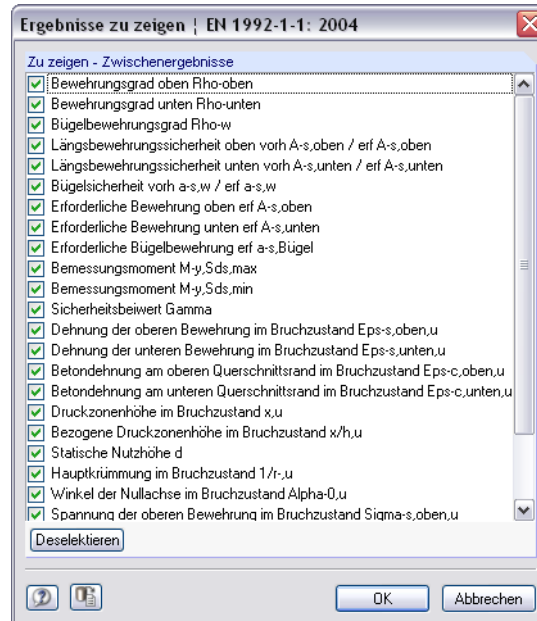 Ergebnisse zu zeigen ¦ EN 1992-1-1: 2004
Zu zeigen - Zwischenergebnisse
Bewehrungsgrad oben Rho-oben
Bewehrungsgrad unten Rho-unten
Bügelbewehrungsgrad Rho-w
Längsbewehrungssicherheit oben vorh A-s,oben / erf A-s,oben
Längsbewehrungssicherheit unten vorh A-s,unten / erf A-s,unten
Bügelsicherheit vorh a-s,w / erf a-s,w
Erforderliche Bewehrung oben erf A-s,oben
Erforderliche Bewehrung unten erf A-s,unten
Erforderliche Bügelbewehrung erf a-s,Bügel
Bemessungsmoment M-y,Sds,max
Bemessungsmoment M-y,Sds,min
Sicherheitsbeiwert Gamma
Dehnung der oberen Bewehrung im Bruchzustand Eps-s,oben,u
Dehnung der unteren Bewehrung im Bruchzustand Eps-s,unten,u
Betondehnung am oberen Querschnittsrand im Bruchzustand Eps-c,oben,u
Betondehnung am unteren Querschnittsrand im Bruchzustand Eps-c,unten,u
Druckzonenhöhe im Bruchzustand x,u
Bezogene Druckzonenhöhe im Bruchzustand x/h,u
Statische Nutzhöhe d
Hauptkrümmung im Bruchzustand 1/r-,u
Winkel der Nullachse im Bruchzustand Alpha-0,u
Spannung der oberen Bewehrung im Bruchzustand Sigma-s,oben,u
Deselektieren
OK
Abbrechen